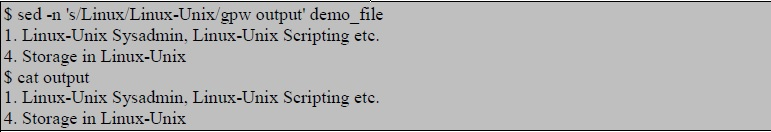 $ sed -n 's/Linux/Linux-Unix/gpw output' demo_file
1. Linux-Unix Sysadmin, Linux-Unix Scripting etc.
4. Storage in Linux-Unix
$ cat output
1. Linux-Unix Sysadmin, Linux-Unix Scripting etc.
4. Storage in Linux-Unix